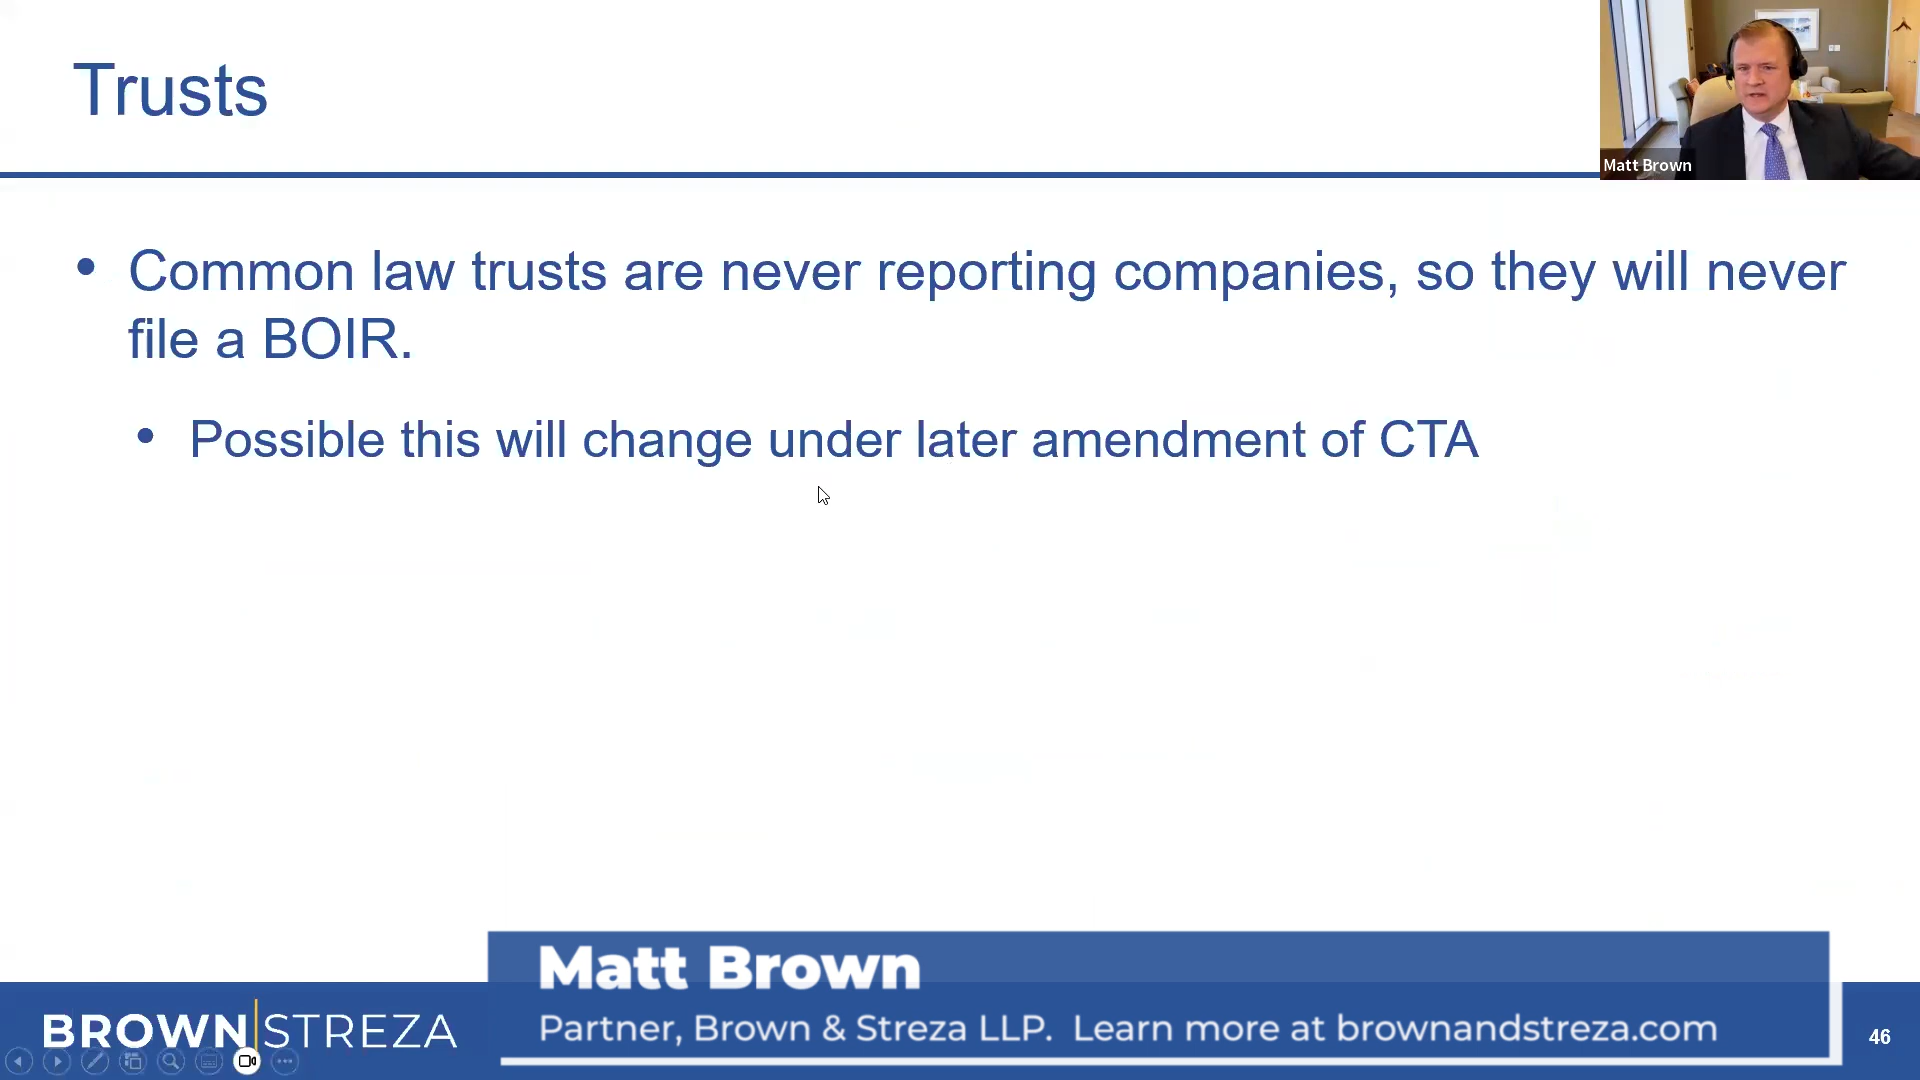 Trusts
Matt Brown
• Common law trusts are never reporting companies, so they will never
file a BOIR.
• Possible this will change under later amendment of CTA
Matt Brown
Partner, Brown & Streza LLP. Learn more at brownandstreza.com
BROWN|STREZA
46